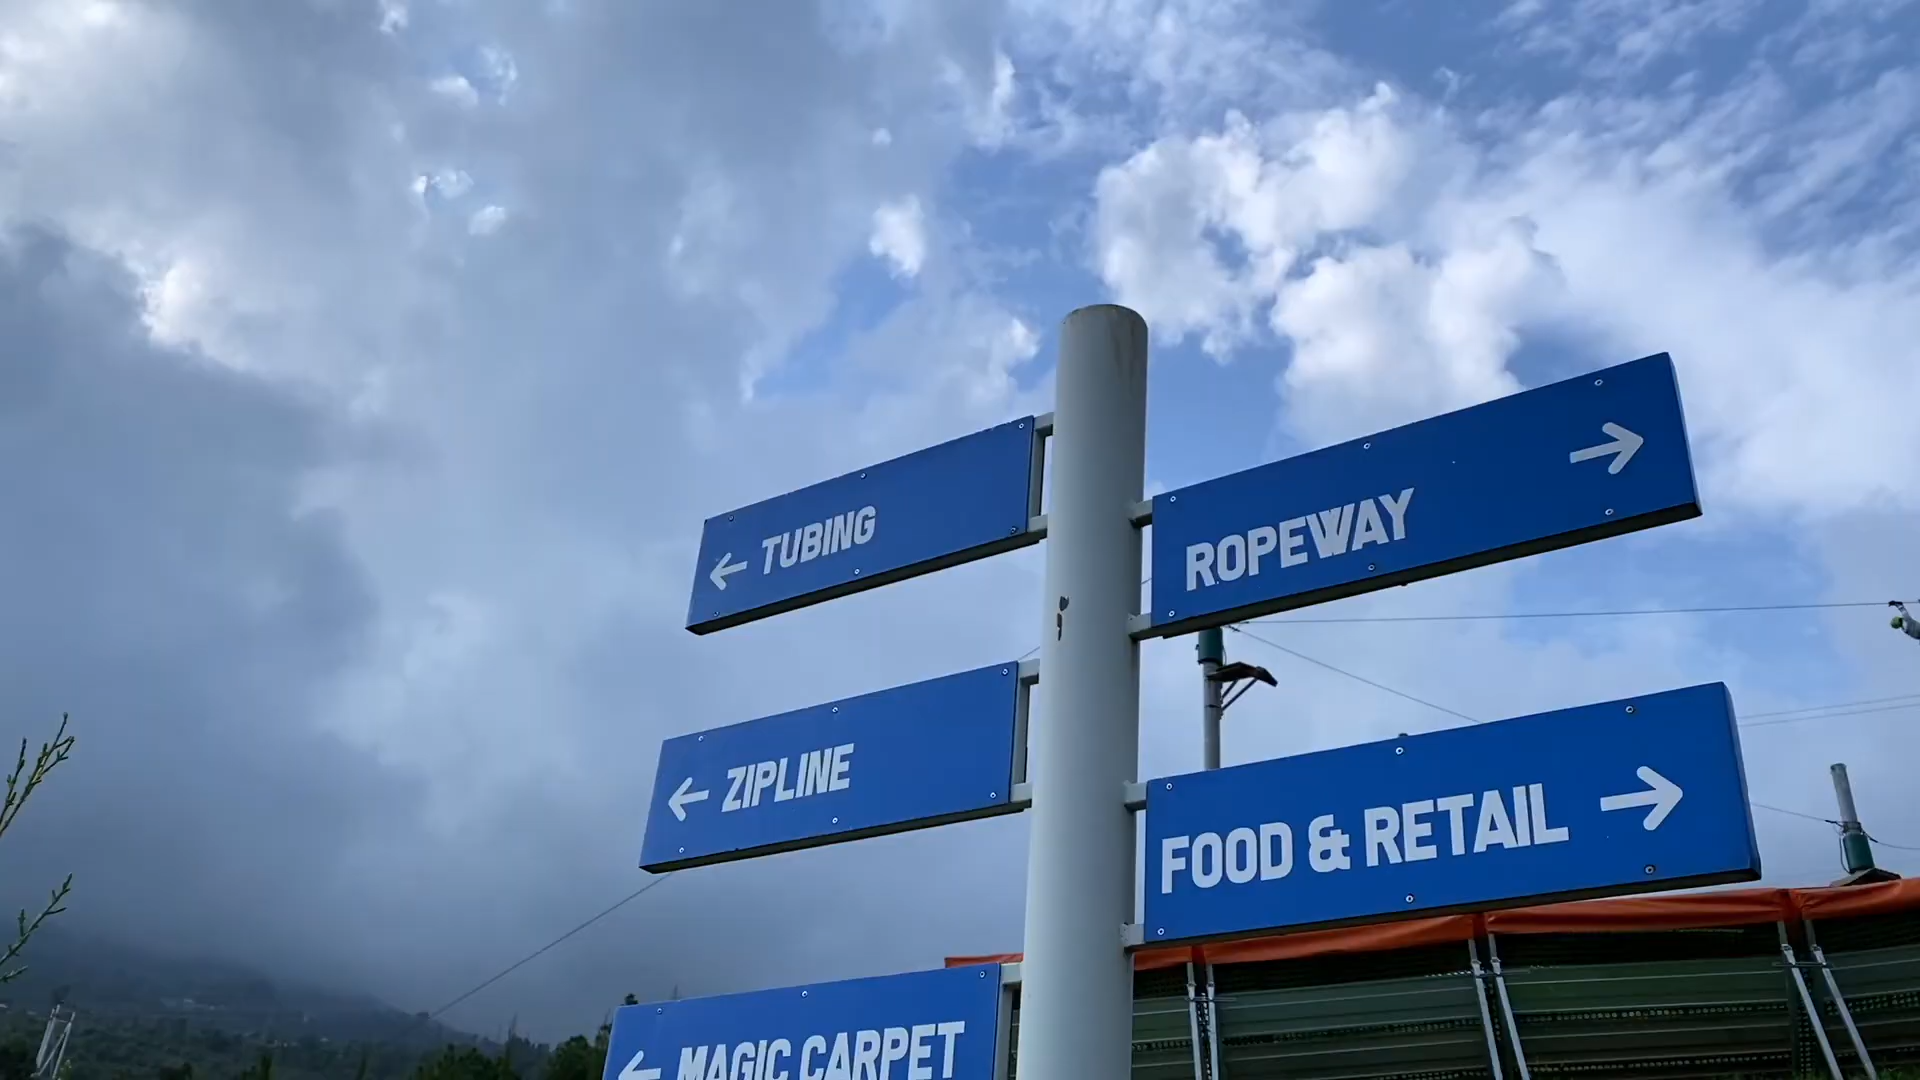 ← TUBING
ROPEWAY →
← ZIPLINE
FOOD & RETAIL →
← MAGIC CARPET